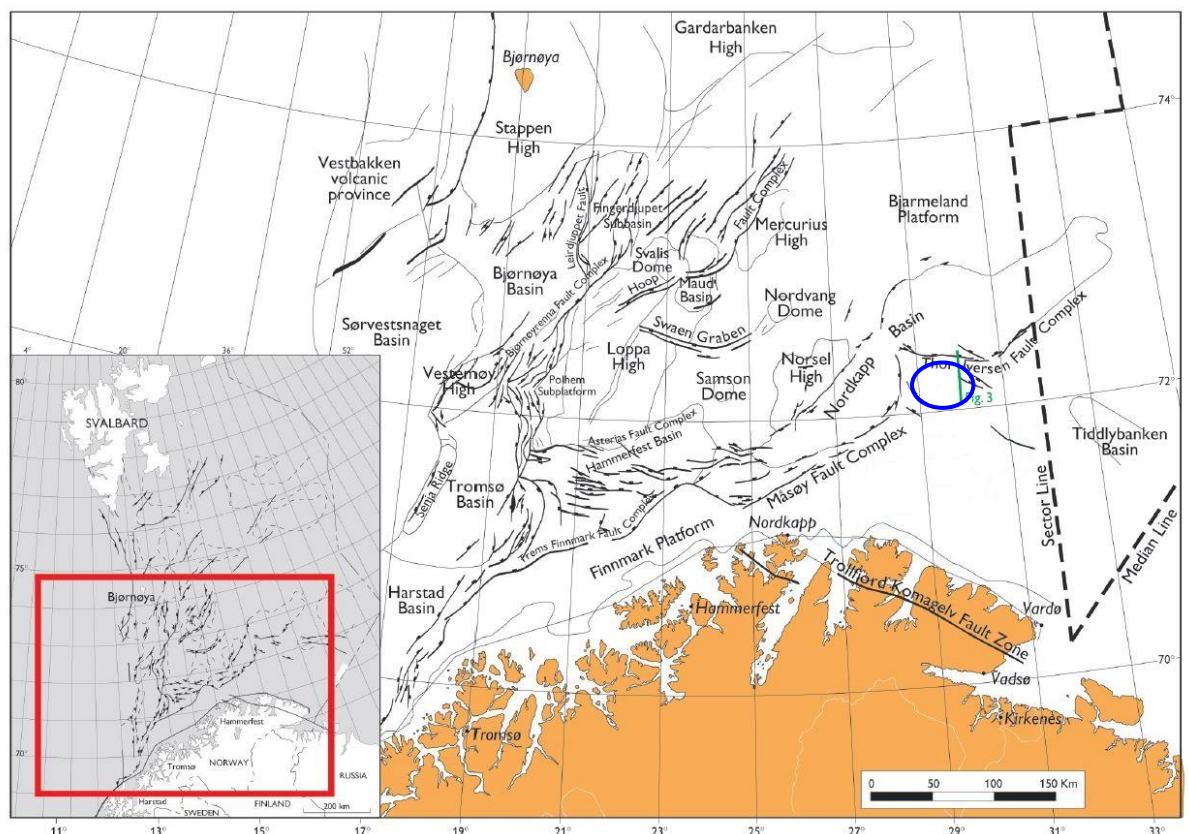 Gardarbanken
High
Bjørnøya
74°
Stappen
High
Vestbakken
volcanic
province
Leirdjuppet Fault
Fingerdjupet
Subbasin
Fault Complex
Mercurius
High
Bjarmeland
Platform
Svalis
Dome
Hoop
Maud
Basin
Bjørnøya
Basin
Bjørnøyrenna Fault Complex
Nordvang
Dome
Sørvestsnaget
Basin
Swaen Graben
Loppa
High
Norsel
High
Nordkapp Basin
Thor Iversen Fault Complex
72°
Vestemøy
High
Polhem
Subplatform
Samson
Dome
ig. 3
Tiddlybanken
Basin
Asterias Fault Complex
Hammerfest Basin
Senja Ridge
Tromsø
Basin
Måsøy Fault Complex
Sector Line
Median Line
Trems Finnmark Fault Complex
Finnmark Platform
Nordkapp
Harstad
Basin
Hammerfest
Trollfjord Komagelv Fault Zone
Vardø
70°
Vadsø
Kirkenes
Tromsø
0 50 100 150 Km
4° 20° 36° 52°
80°
SVALBARD
75°
Bjørnøya
70°
Hammerfest
Tromsø
NORWAY
RUSSIA
Harstad
FINLAND
SWEDEN
200 km
11° 13° 15° 17° 19° 21° 23° 25° 27° 29° 31° 33°